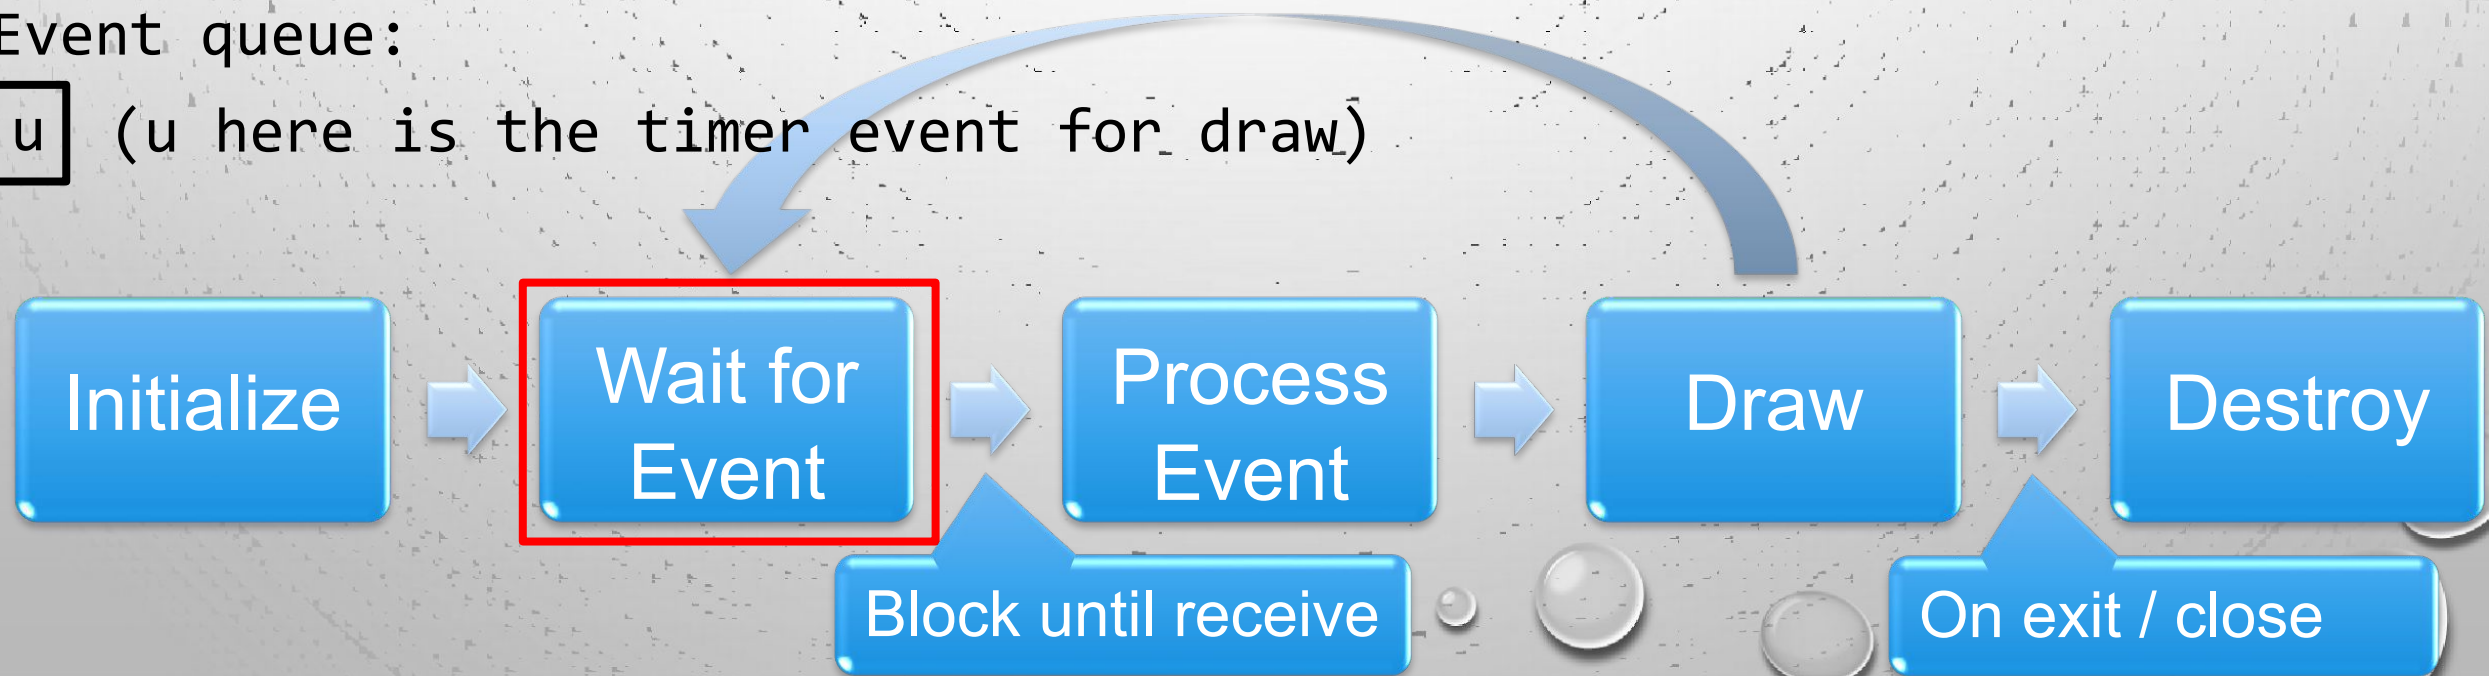 Event queue:
u (u here is the timer event for draw)
Initialize
Wait for
Event
Process
Event
Draw
Destroy
Block until receive
On exit / close